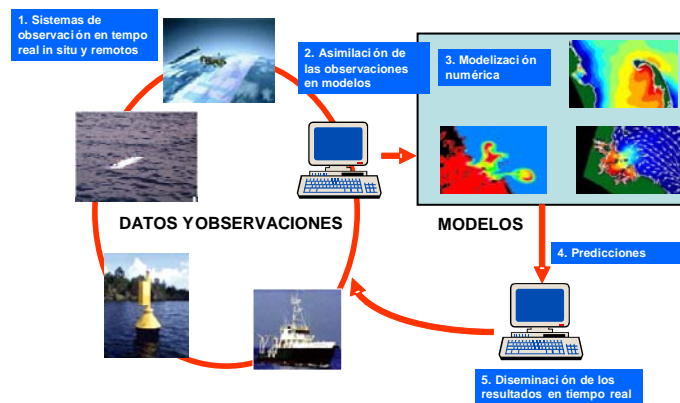 1. Sistemas de
observación en tempo
real in situ y remotos
2. Asimilación de
las observaciones
en modelos
3. Modelización
numérica
DATOS YOBSERVACIONES
MODELOS
4. Predicciones
5. Diseminación de los
resultados en tiempo real